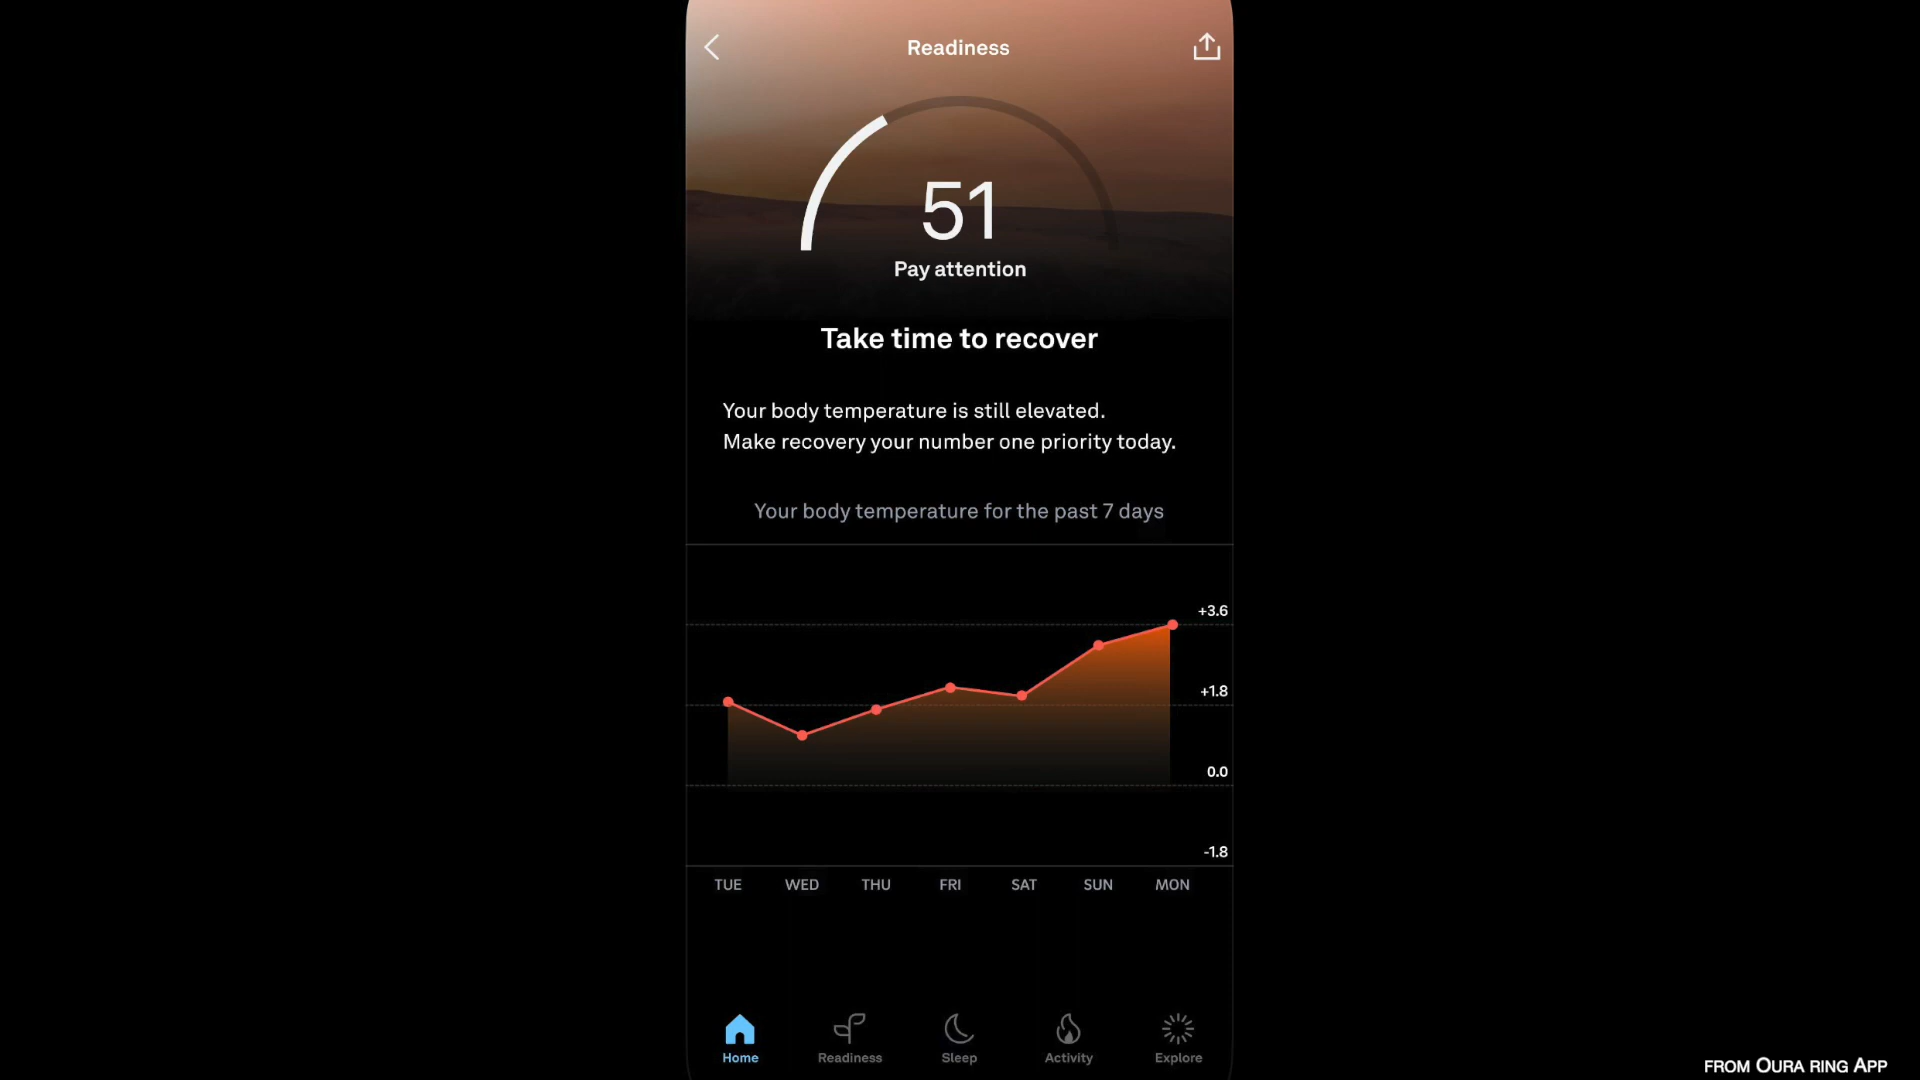 Readiness
51
Pay attention
Take time to recover
Your body temperature is still elevated.
Make recovery your number one priority today.
Your body temperature for the past 7 days
+3.6
+1.8
0.0
-1.8
TUE WED THU FRI SAT SUN MON
Home Readiness Sleep Activity Explore
FROM OURA RING APP